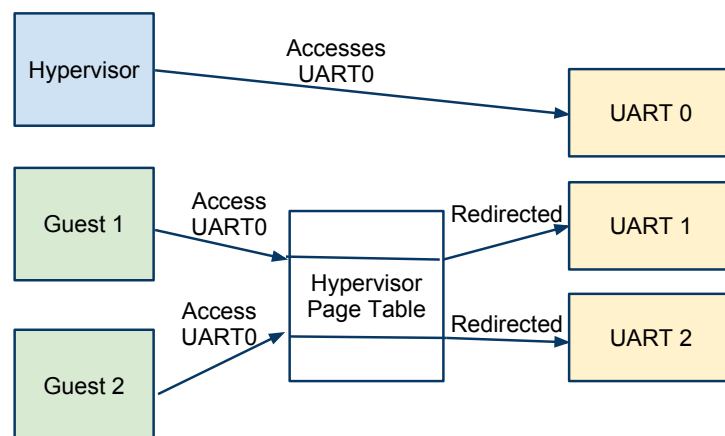 Hypervisor
Accesses
UART0
UART 0
Guest 1
Access
UART0
Redirected
UART 1
Hypervisor
Page Table
Guest 2
Access
UART0
Redirected
UART 2